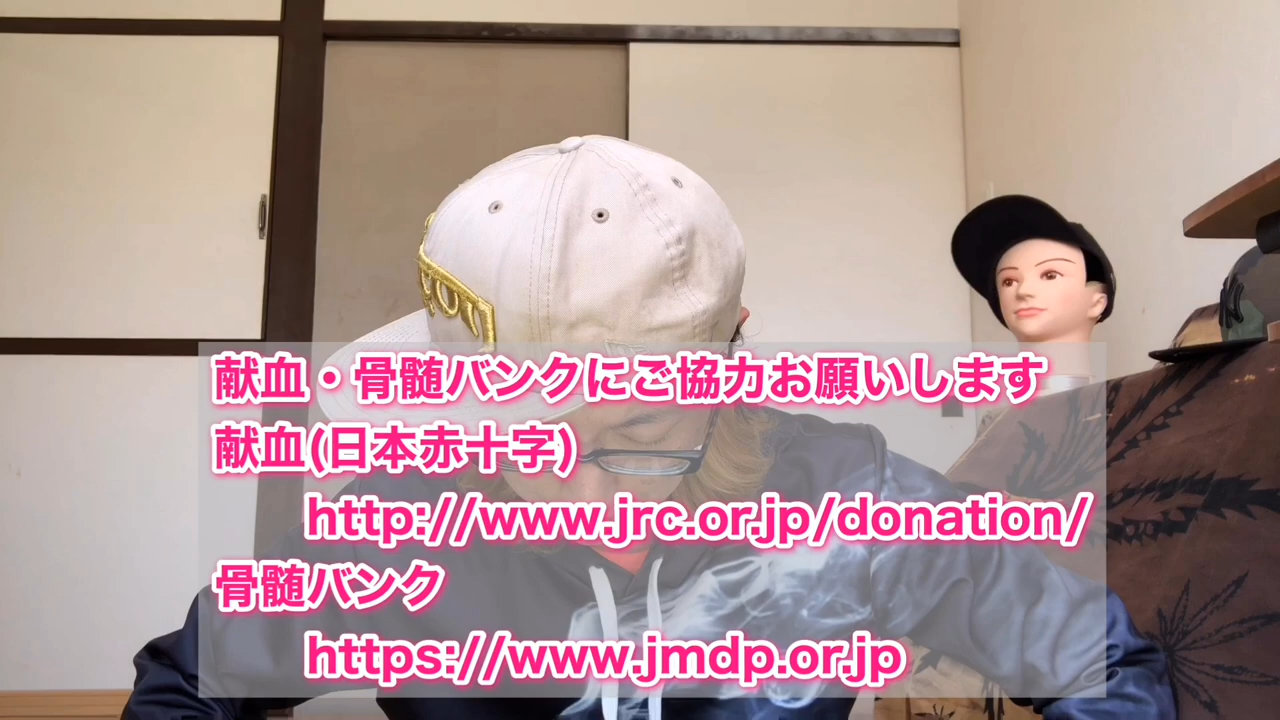 献血・骨髄バンクにご協力お願いします
献血(日本赤十字)
http://www.jrc.or.jp/donation/
骨髄バンク
https://www.jmdp.or.jp